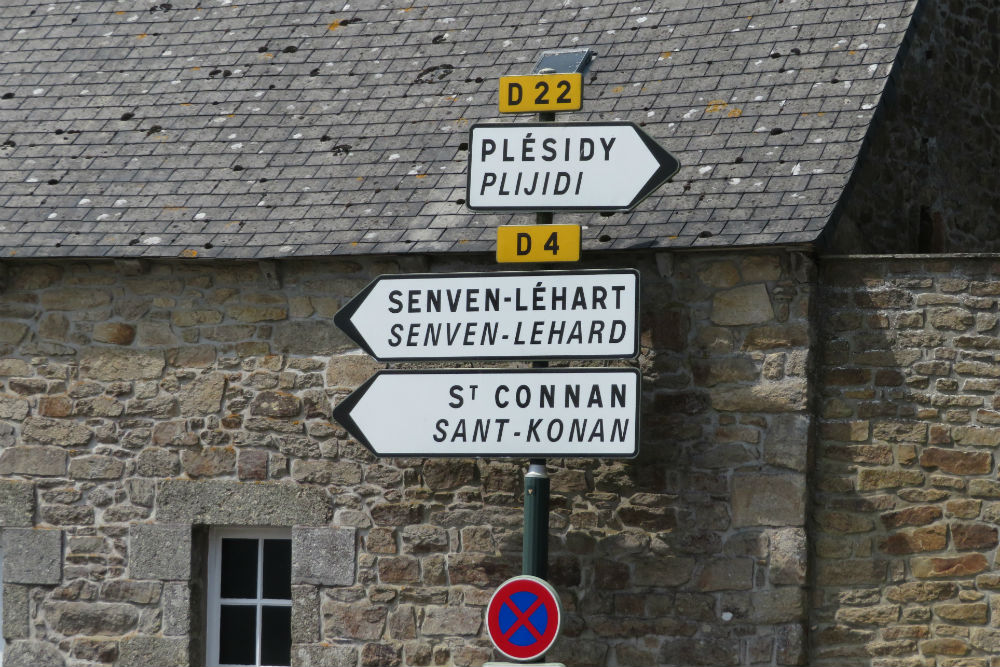 D 22
PLÉSIDY
PLIJIDI
D 4
SENVEN-LÉHART
SENVEN-LEHARD
ST CONNAN
SANT-KONAN